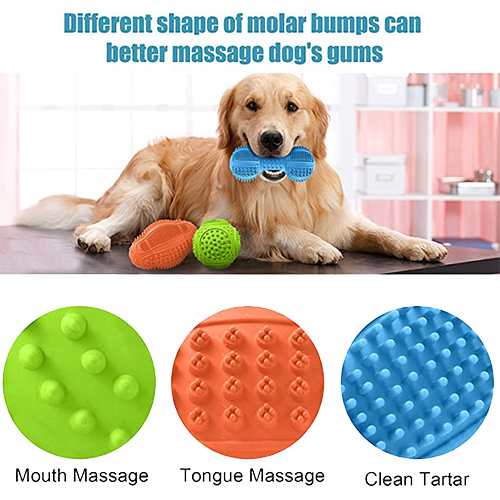 Different shape of molar bumps can
better massage dog's gums
Mouth Massage
Tongue Massage
Clean Tartar